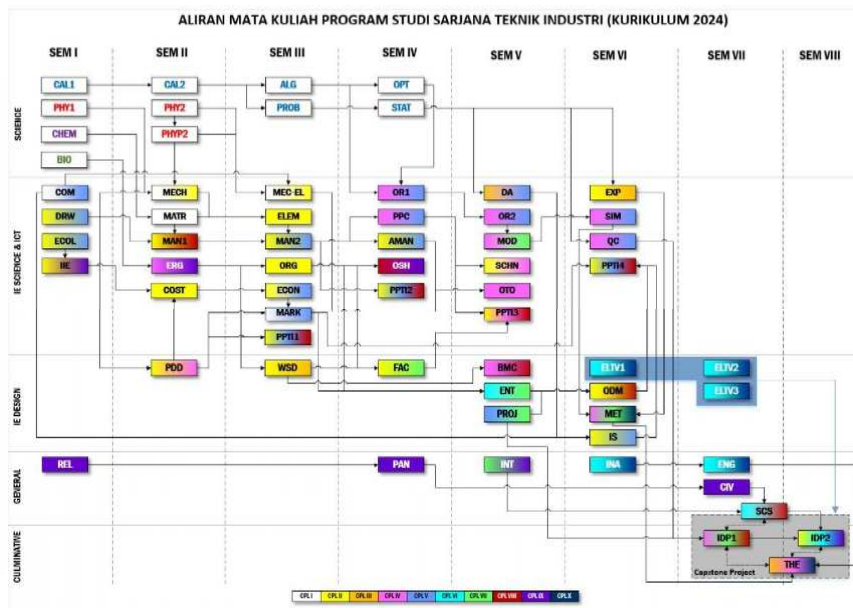 ALIRAN MATA KULIAH PROGRAM STUDI SARJANA TEKNIK INDUSTRI (KURIKULUM 2024)
SEM I SEM II SEM III SEM IV SEM V SEM VI SEM VII SEM VIII
SCIENCE
CAL1 CAL2 ALG OPT
PHY1 PHY2 PROB STAT
CHEM PHYP2
BIO
IE SCIENCE & ICT
COM MECH MEC-EL OR1 DA EXP
DRW MATR ELEM PPC OR2 SIM
ECOL MAN1 MAN2 AMAN MOD QC
IIE ERG ORG OSH SCHN PPTI4
COST ECON PPTI2 OTO
MARK PPTI3
PPTI1
IE DESIGN
PDD WSD FAC BMC ELTV1 ELTV2
ENT ODM ELTV3
PROJ MET
IS
GENERAL
REL PAN INT INA ENG
CIV
SCS
CULMINATIVE
IDP1 IDP2
THE
Capstone Project
CPL I CPL II CPL III CPL IV CPL V CPL VI CPL VII CPL VIII CPL IX CPL X